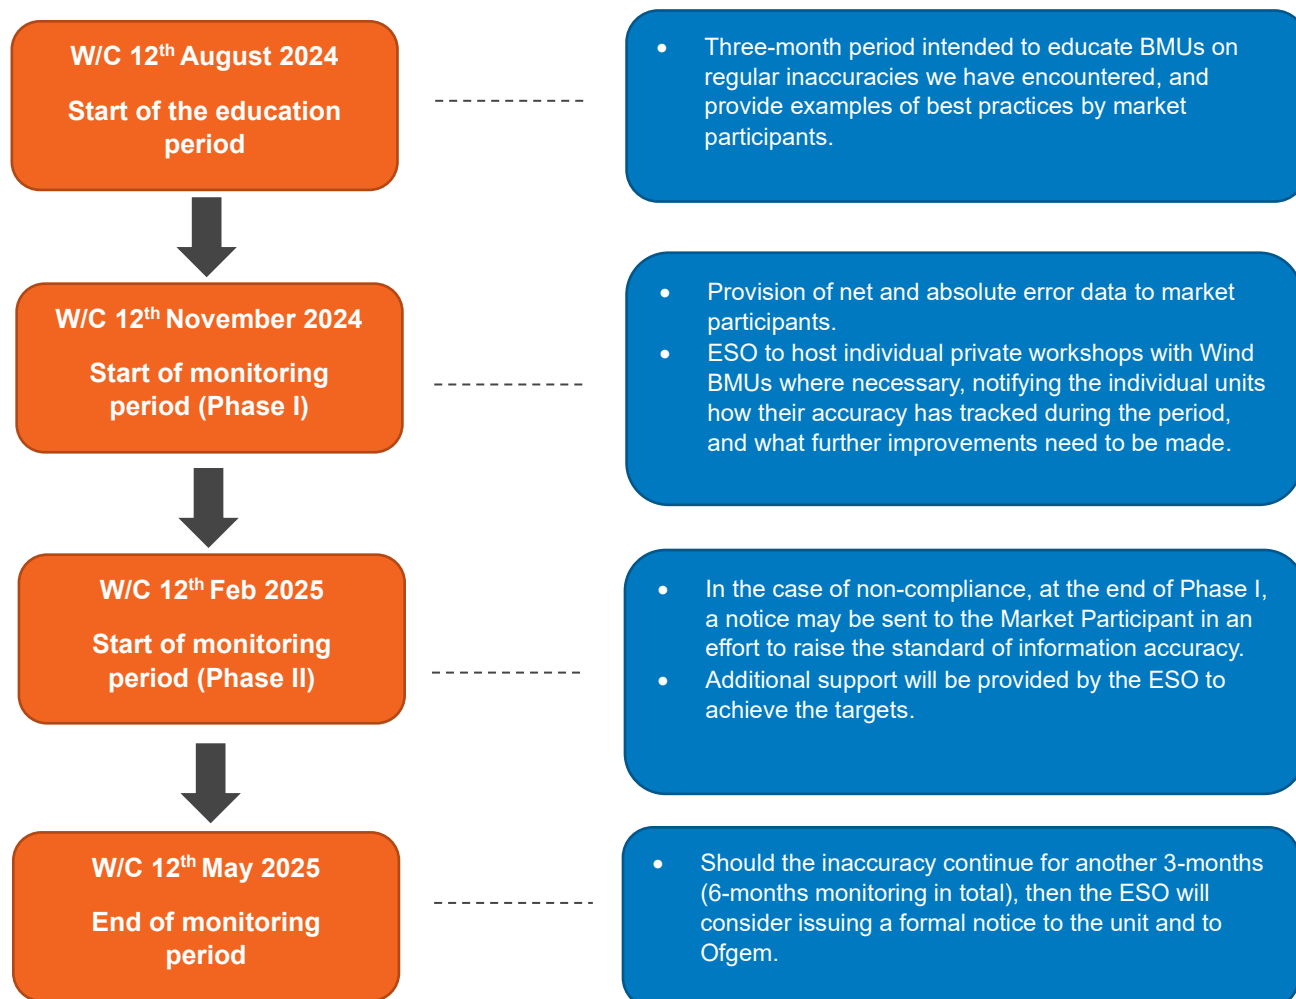 W/C 12th August 2024
Start of the education
period
• Three-month period intended to educate BMUs on
regular inaccuracies we have encountered, and
provide examples of best practices by market
participants.
W/C 12th November 2024
Start of monitoring
period (Phase I)
• Provision of net and absolute error data to market
participants.
• ESO to host individual private workshops with Wind
BMUs where necessary, notifying the individual units
how their accuracy has tracked during the period,
and what further improvements need to be made.
W/C 12th Feb 2025
Start of monitoring
period (Phase II)
• In the case of non-compliance, at the end of Phase I,
a notice may be sent to the Market Participant in an
effort to raise the standard of information accuracy.
• Additional support will be provided by the ESO to
achieve the targets.
W/C 12th May 2025
End of monitoring
period
• Should the inaccuracy continue for another 3-months
(6-months monitoring in total), then the ESO will
consider issuing a formal notice to the unit and to
Ofgem.